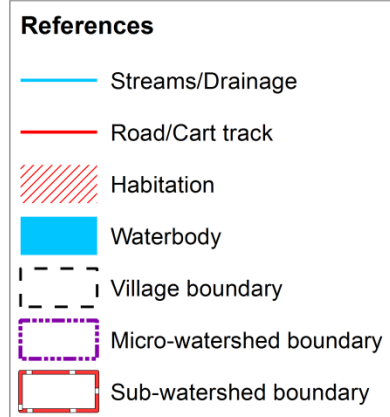 References
Streams/Drainage
Road/Cart track
Habitation
Waterbody
Village boundary
Micro-watershed boundary
Sub-watershed boundary